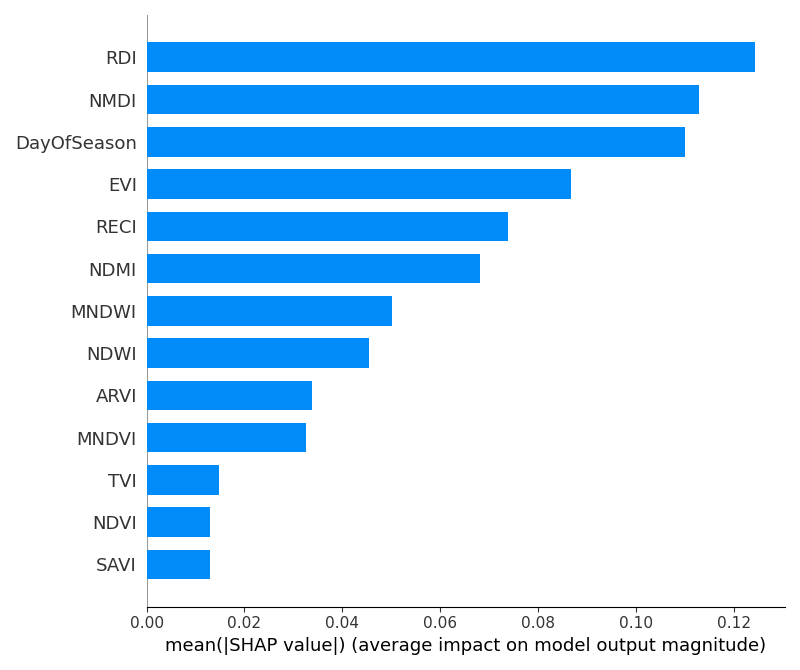 RDI
NMDI
DayOfSeason
EVI
RECI
NDMI
MNDWI
NDWI
ARVI
MNDVI
TVI
NDVI
SAVI
0.00 0.02 0.04 0.06 0.08 0.10 0.12
mean(|SHAP value|) (average impact on model output magnitude)